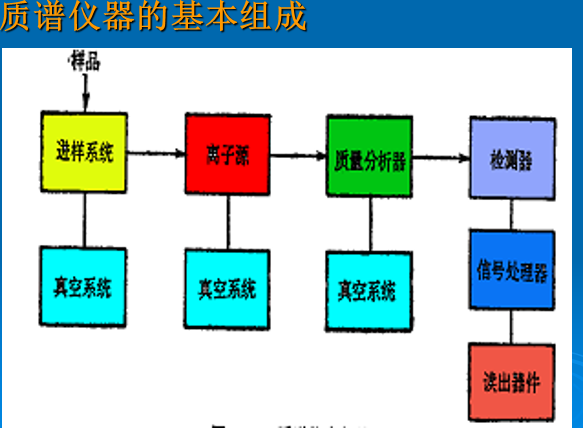 质谱仪器的基本组成
样品
进样系统
离子源
质量分析器
检测器
真空系统
真空系统
真空系统
信号处理器
读出器件